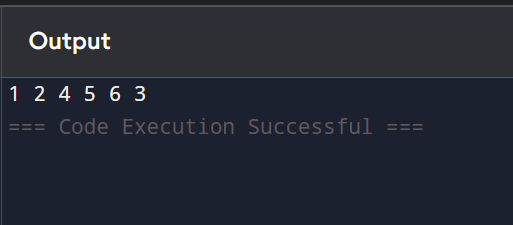 Output
1 2 4 5 6 3
=== Code Execution Successful ===